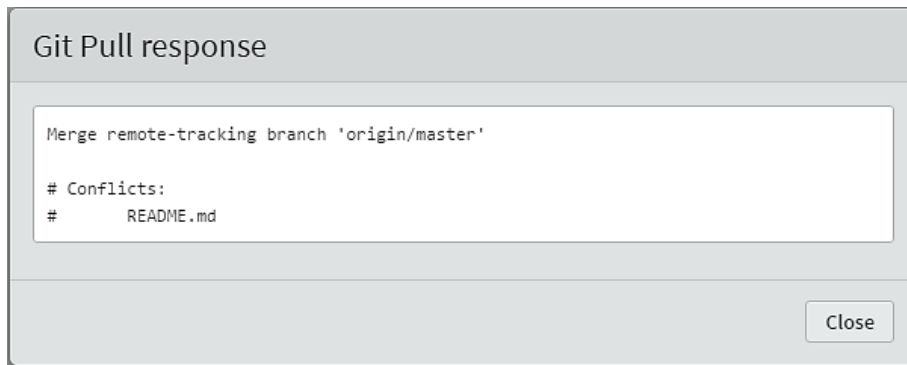 Git Pull response
Merge remote-tracking branch 'origin/master'
# Conflicts:
#       README.md
Close